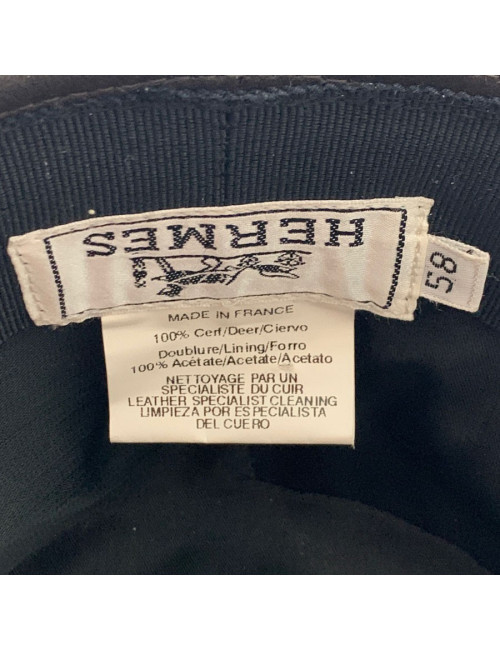 HERMES
58
MADE IN FRANCE
100% Cerf/Deer/Ciervo
Doublure/Lining/Forro
100% Acétate/Acetate/Acetato
NETTOYAGE PAR UN
SPECIALISTE DU CUIR
LEATHER SPECIALIST CLEANING
LIMPIEZA POR ESPECIALISTA
DEL CUERO